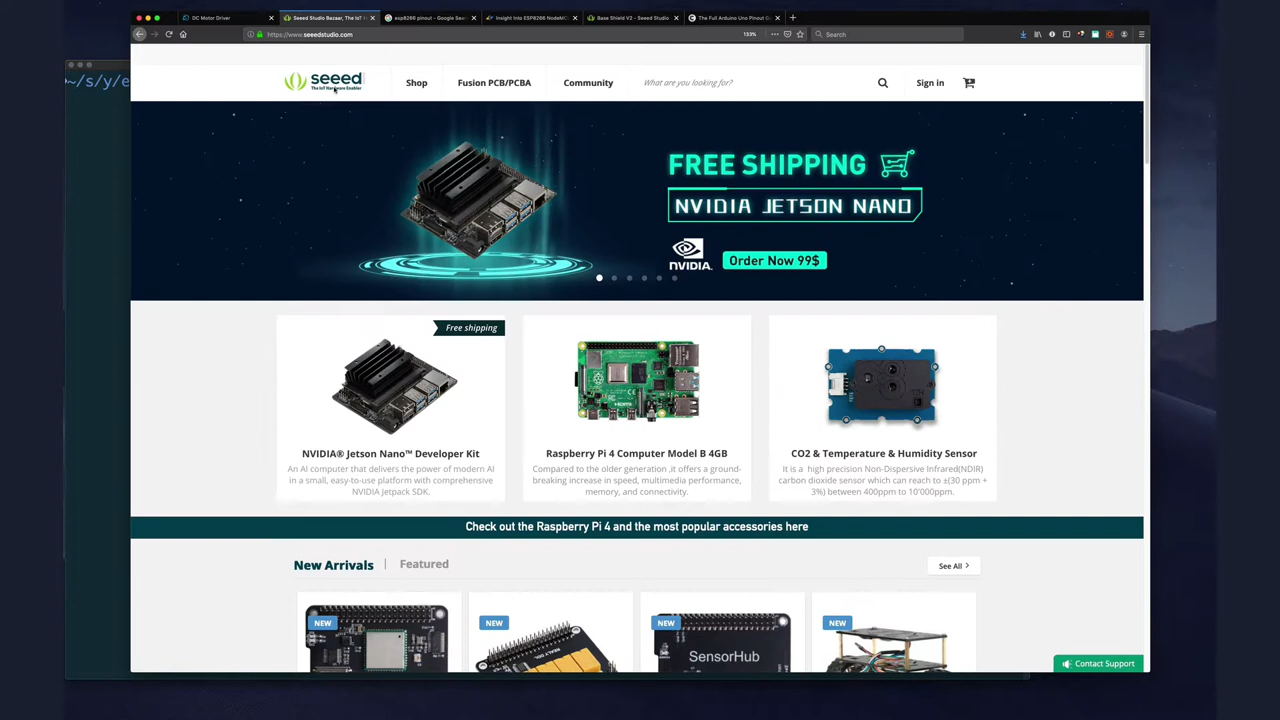 DC Motor Driver
Seeed Studio Bazaar, The IoT H
esp8266 pinout - Google Sea
Insight Into ESP8266 NodeMC
Base Shield V2 - Seeed Studio
The Full Arduino Uno Pinout G
https://www.seeedstudio.com
133%
Search
~/s/y/e
seeed
The IoT Hardware Enabler
Shop
Fusion PCB/PCBA
Community
What are you looking for?
Sign in
FREE SHIPPING
NVIDIA JETSON NANO
NVIDIA.
Order Now 99$
Free shipping
NVIDIA® Jetson Nano™ Developer Kit
An AI computer that delivers the power of modern AI
in a small, easy-to-use platform with comprehensive
NVIDIA Jetpack SDK.
Raspberry Pi 4 Computer Model B 4GB
Compared to the older generation ,it offers a ground-
breaking increase in speed, multimedia performance,
memory, and connectivity.
CO2 & Temperature & Humidity Sensor
It is a high precision Non-Dispersive Infrared(NDIR)
carbon dioxide sensor which can reach to ±(30 ppm +
3%) between 400ppm to 10'000ppm.
Check out the Raspberry Pi 4 and the most popular accessories here
New Arrivals
Featured
See All
NEW
NEW
NEW
NEW
SensorHub
Contact Support